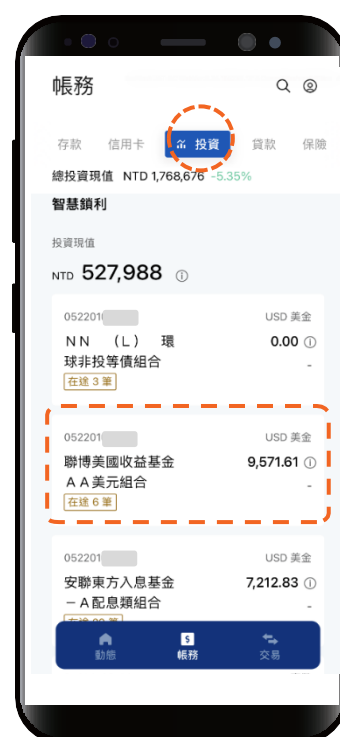 帳務
存款 信用卡 投資 貸款 保險
總投資現值 NTD 1,768,676 -5.35%
智慧鎖利
投資現值
NTD 527,988
052201 USD 美金
NN (L) 環 0.00
球非投等債組合 -
在途 3 筆
052201 USD 美金
聯博美國收益基金 9,571.61
AA美元組合 -
在途 6 筆
052201 USD 美金
安聯東方入息基金 7,212.83
－A配息類組合 -
動態 帳務 交易